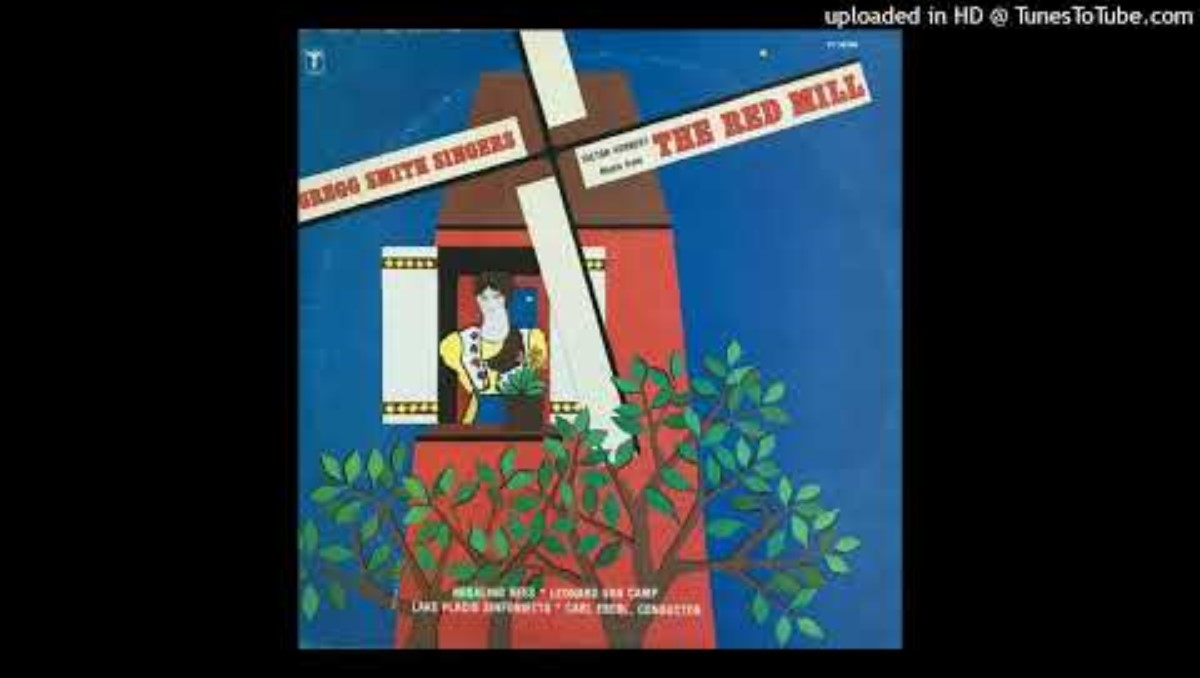 uploaded in HD @ TunesToTube.com
GREGG SMITH SINGERS
VICTOR HERBERT
Music from
THE RED MILL
ROSALIND REES * LEONARD VAN CAMP
LAKE PLACID SINFONIETTA * CARL EBERL, CONDUCTOR